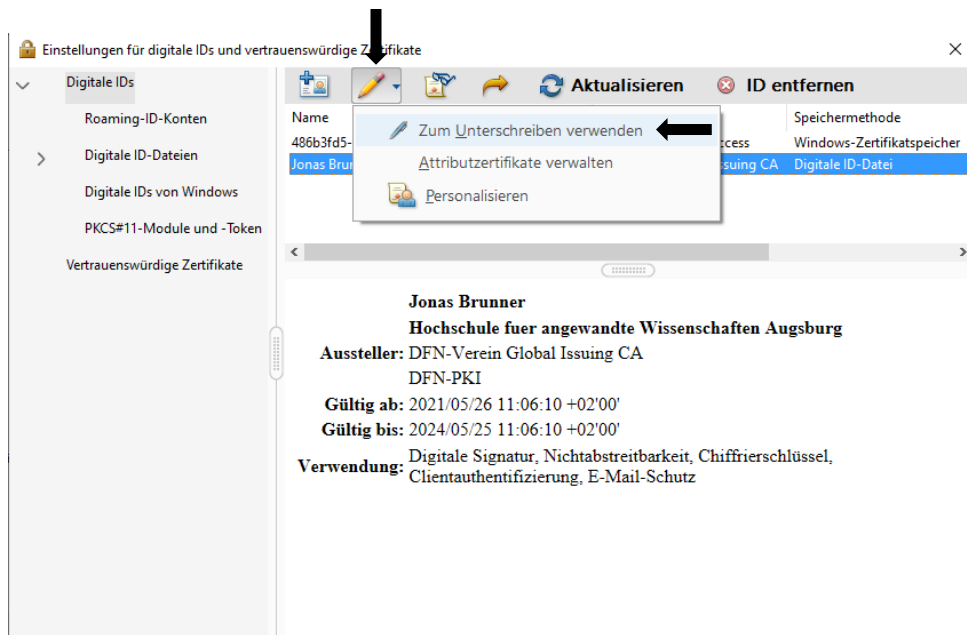 Einstellungen für digitale IDs und vertrauenswürdige Zertifikate
Digitale IDs
Roaming-ID-Konten
Digitale ID-Dateien
Digitale IDs von Windows
PKCS#11-Module und -Token
Vertrauenswürdige Zertifikate
Aktualisieren
ID entfernen
Name
Speichermethode
486b3fd5-
ccess
Windows-Zertifikatspeicher
Jonas Brun
suing CA
Digitale ID-Datei
Zum Unterschreiben verwenden
Attributzertifikate verwalten
Personalisieren
Jonas Brunner
Hochschule fuer angewandte Wissenschaften Augsburg
Aussteller: DFN-Verein Global Issuing CA
DFN-PKI
Gültig ab: 2021/05/26 11:06:10 +02'00'
Gültig bis: 2024/05/25 11:06:10 +02'00'
Verwendung: Digitale Signatur, Nichtabstreitbarkeit, Chiffrierschlüssel,
Clientauthentifizierung, E-Mail-Schutz